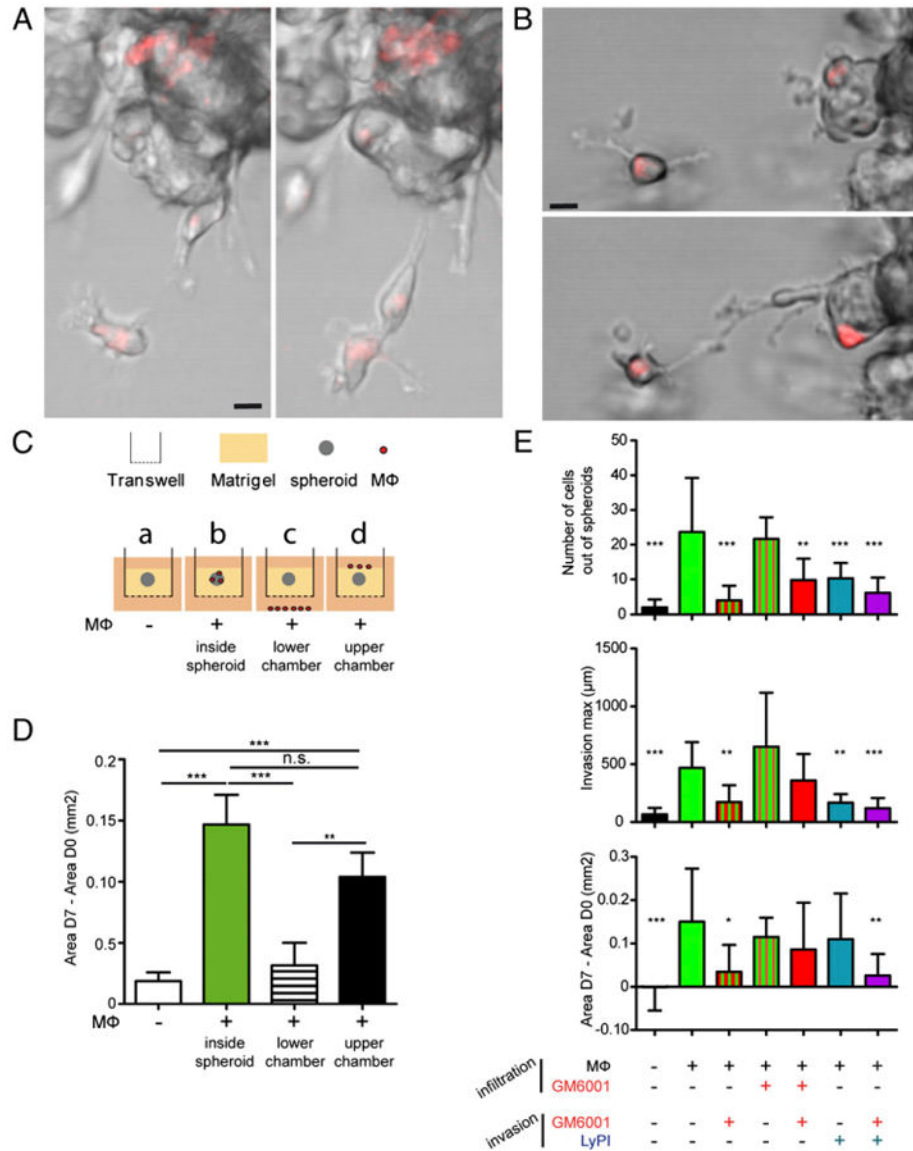 A
B
C
Transwell Matrigel spheroid MΦ
a b c d
MΦ - + + +
inside spheroid lower chamber upper chamber
D
***
n.s.
*** ***
**
Area D7 - Area D0 (mm2)
0.2
0.15
0.10
0.05
0
MΦ - + + +
inside spheroid lower chamber upper chamber
E
Number of cells out of spheroids
50
40
30
20
10
0
*** *** ** *** ***
Invasion max (µm)
1500
1000
500
0
*** ** ** ***
Area D7 - Area D0 (mm2)
0.3
0.2
0.1
0
-0.10
*** * **
infiltration
MΦ - + + + + + +
GM6001 - - - + + - -
invasion
GM6001 - - + - + - +
LyPI - - - - - + +